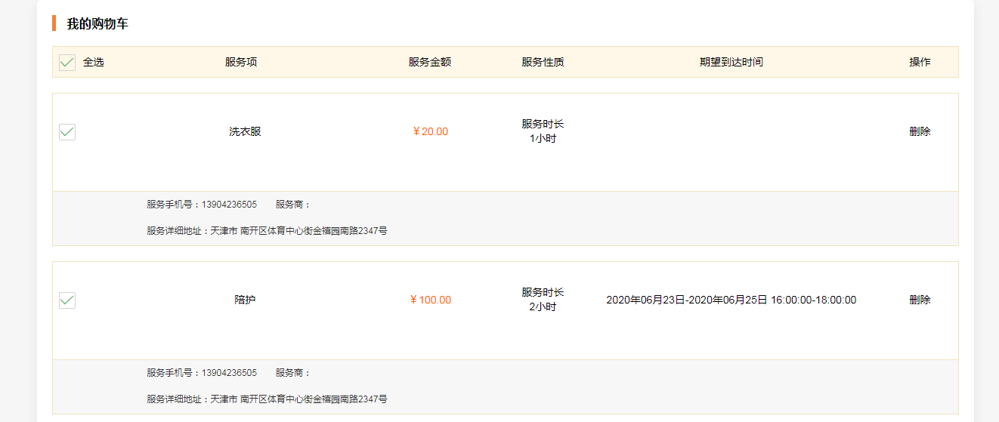 我的购物车
全选 服务项 服务金额 服务性质 期望到达时间 操作
洗衣服 ￥20.00 服务时长 删除
1小时
服务手机号：13904236505 服务商：
服务详细地址：天津市 南开区体育中心街金禧园南路2347号
陪护 ￥100.00 服务时长 2020年06月23日-2020年06月25日 16:00:00-18:00:00 删除
2小时
服务手机号：13904236505 服务商：
服务详细地址：天津市 南开区体育中心街金禧园南路2347号